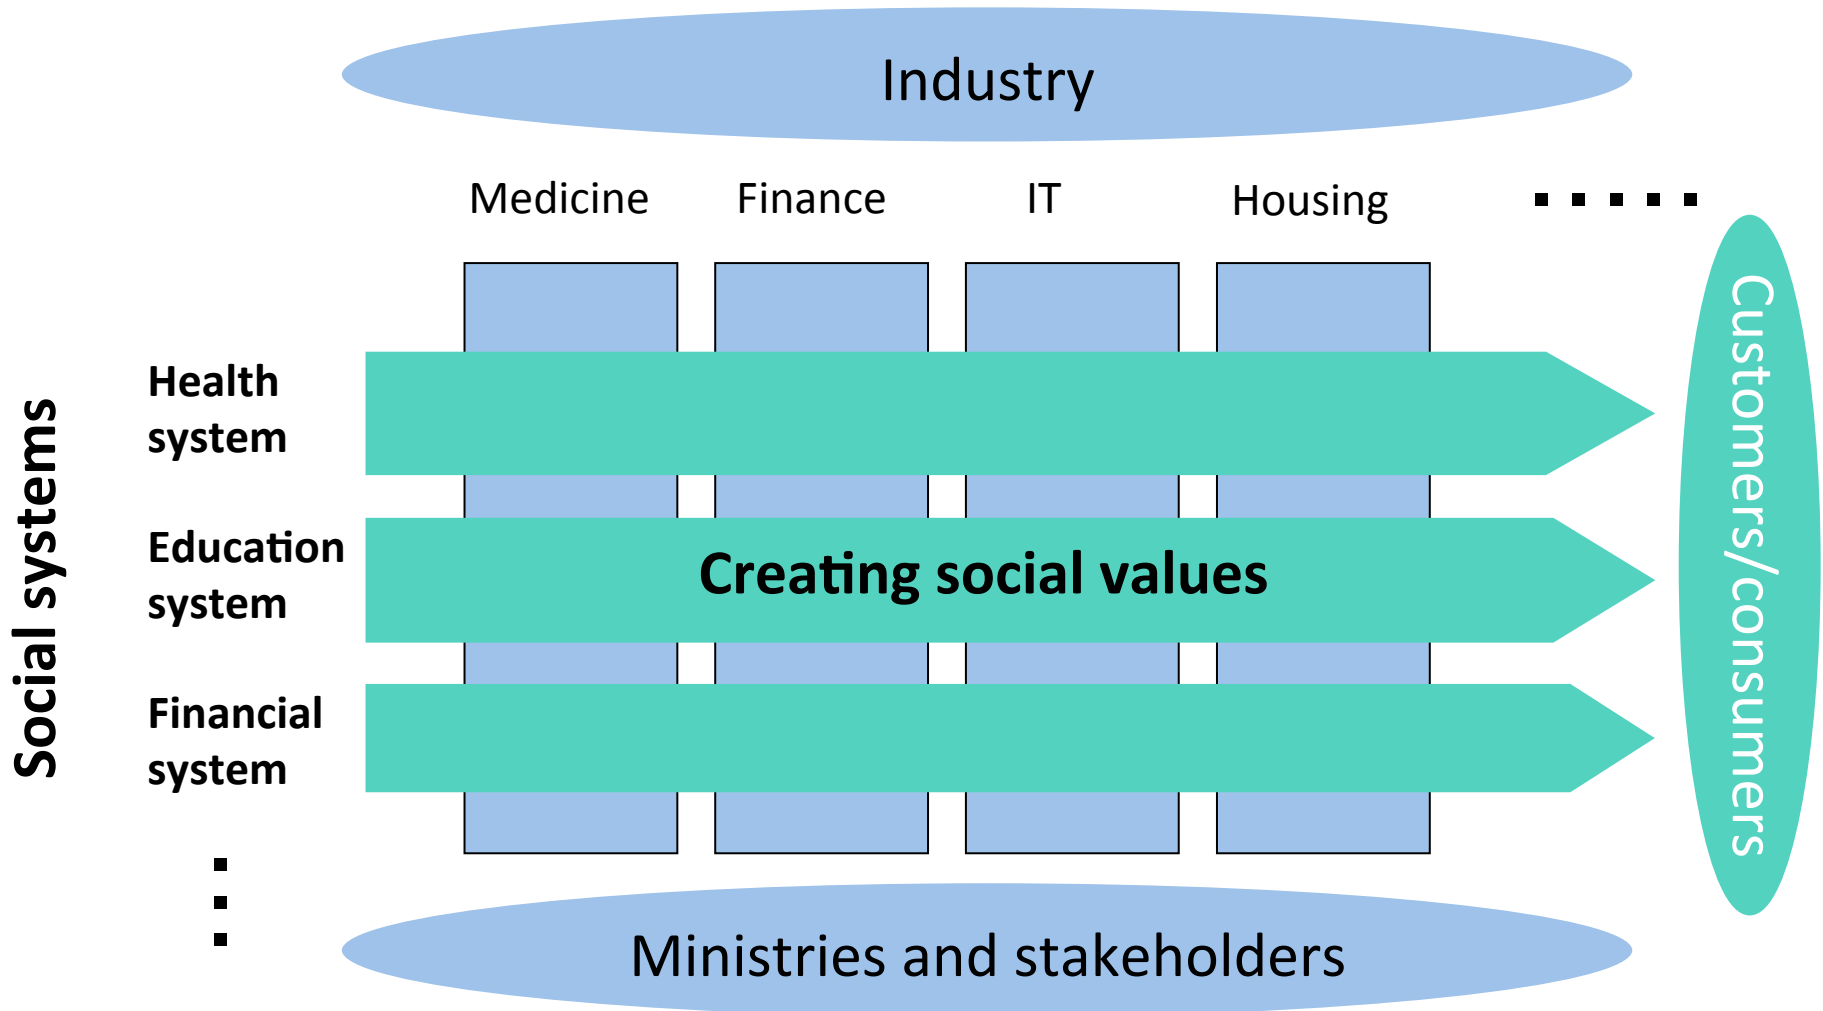 Industry
Medicine
Finance
IT
Housing
Social systems
Health
system
Education
system
Creating social values
Financial
system
Customers/consumers
Ministries and stakeholders